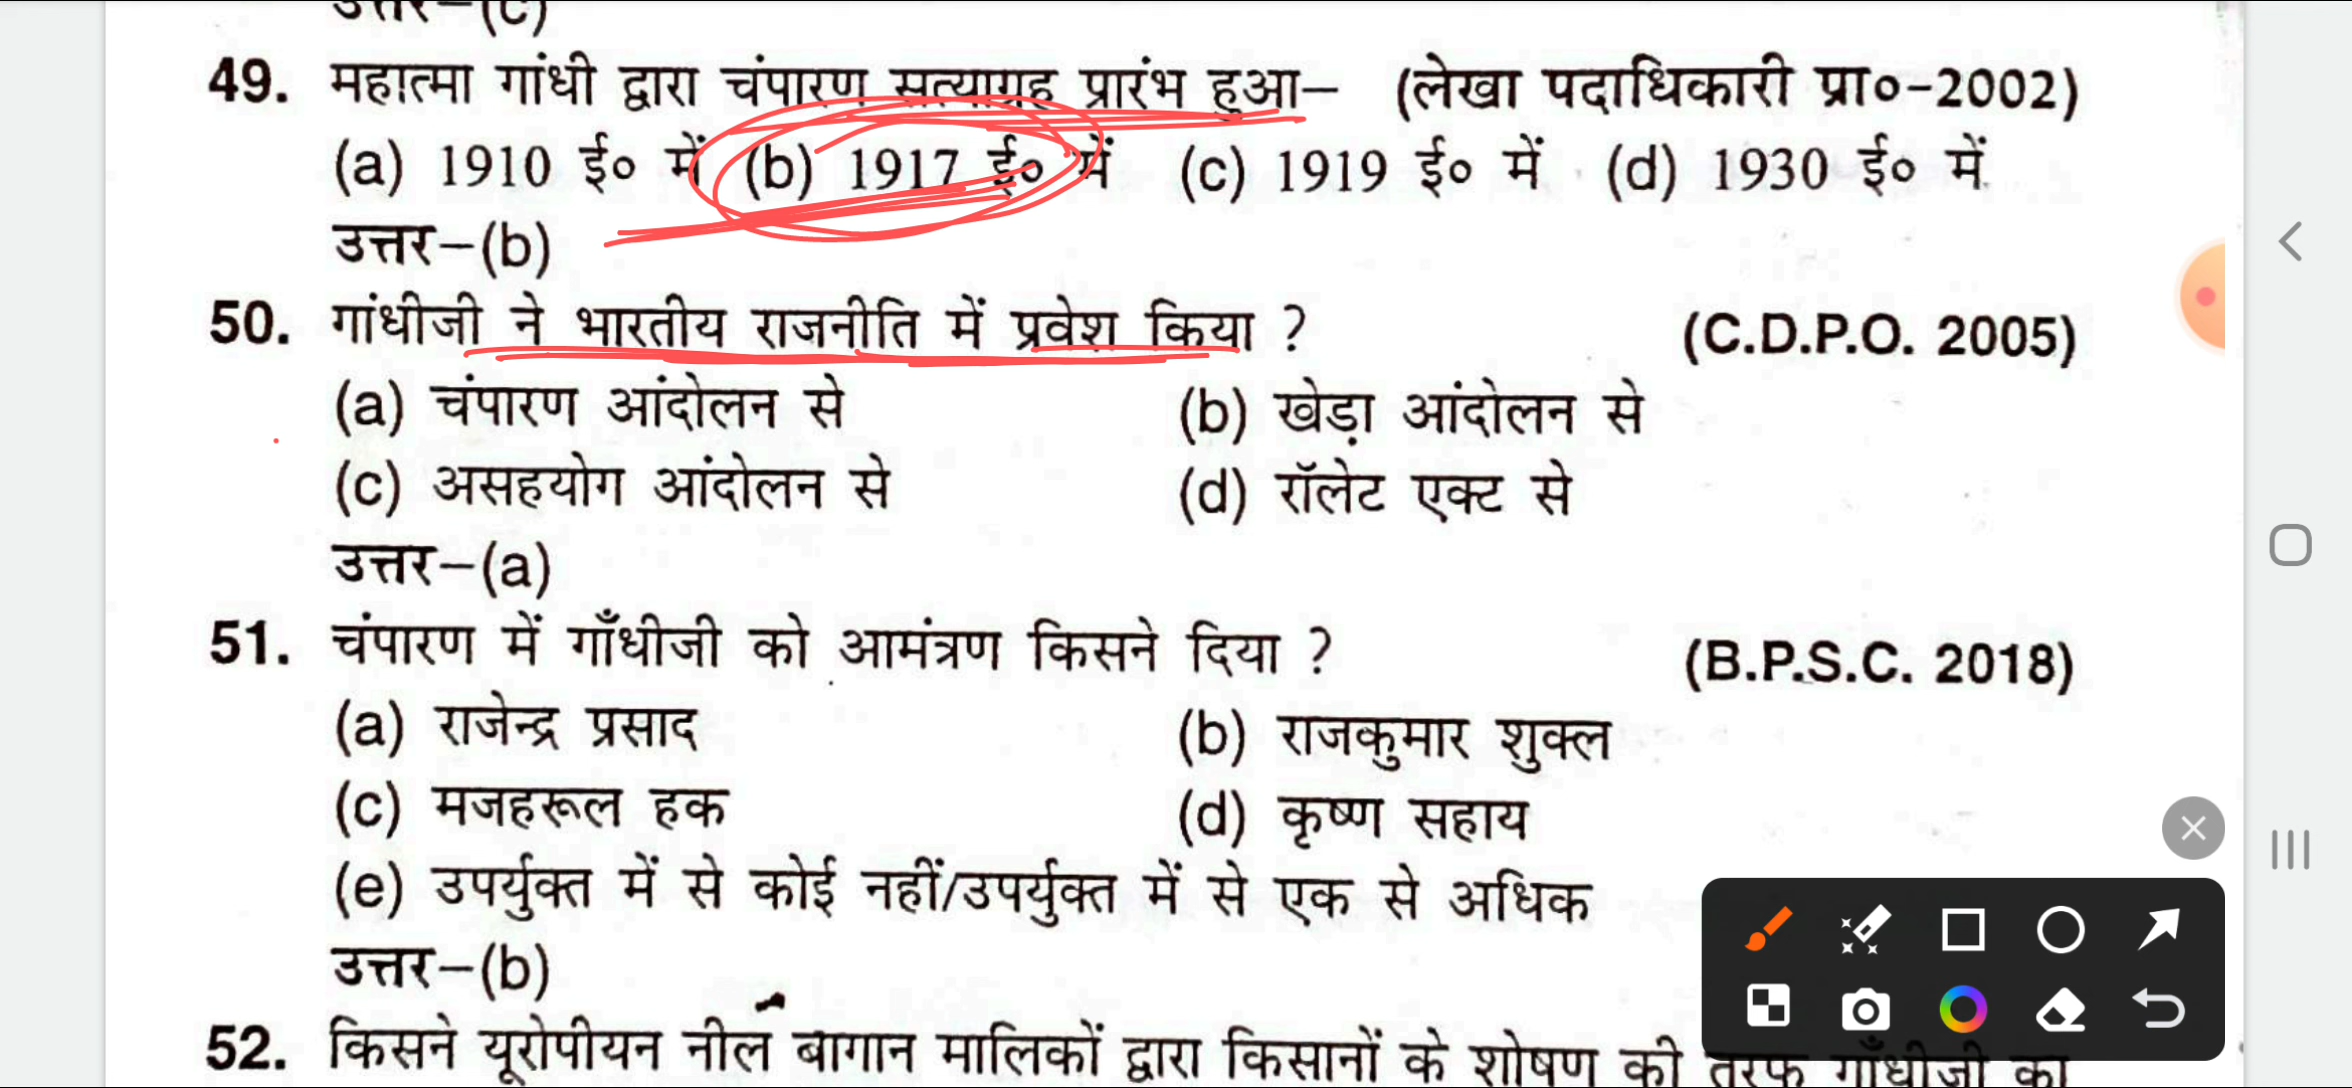 उत्तर–(c)
49. महात्मा गांधी द्वारा चंपारण सत्याग्रह प्रारंभ हुआ– (लेखा पदाधिकारी प्रा०-2002)
(a) 1910 ई० में (b) 1917 ई० में (c) 1919 ई० में (d) 1930 ई० में
उत्तर–(b)
50. गांधीजी ने भारतीय राजनीति में प्रवेश किया ? (C.D.P.O. 2005)
(a) चंपारण आंदोलन से (b) खेड़ा आंदोलन से
(c) असहयोग आंदोलन से (d) रॉलेट एक्ट से
उत्तर–(a)
51. चंपारण में गाँधीजी को आमंत्रण किसने दिया ? (B.P.S.C. 2018)
(a) राजेन्द्र प्रसाद (b) राजकुमार शुक्ल
(c) मजहरूल हक (d) कृष्ण सहाय
(e) उपर्युक्त में से कोई नहीं/उपर्युक्त में से एक से अधिक
उत्तर–(b)
52. किसने यूरोपीयन नील बागान मालिकों द्वारा किसानों के शोषण की तरफ गाँधीजी का